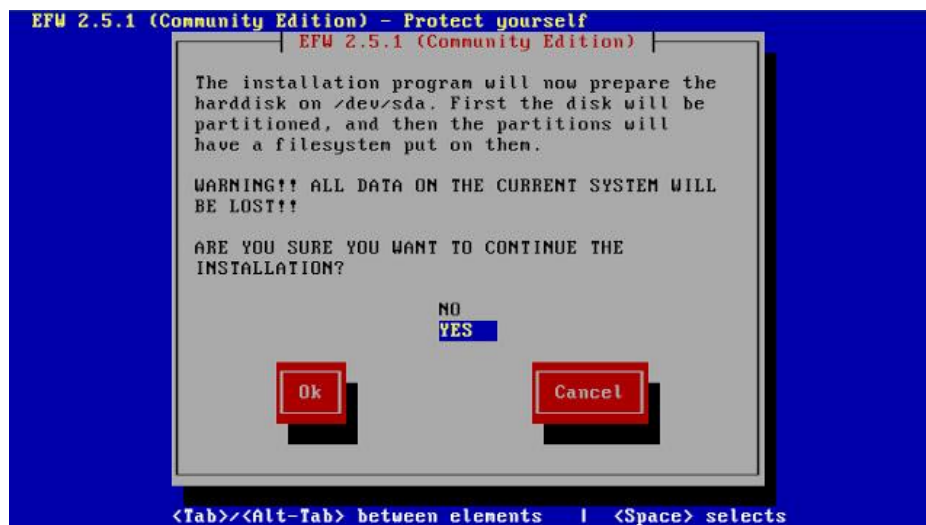 EFW 2.5.1 (Community Edition) - Protect yourself
EFW 2.5.1 (Community Edition)
The installation program will now prepare the
harddisk on /dev/sda. First the disk will be
partitioned, and then the partitions will
have a filesystem put on them.
WARNING!! ALL DATA ON THE CURRENT SYSTEM WILL
BE LOST!!
ARE YOU SURE YOU WANT TO CONTINUE THE
INSTALLATION?
NO
YES
Ok Cancel
<Tab>/<Alt-Tab> between elements | <Space> selects